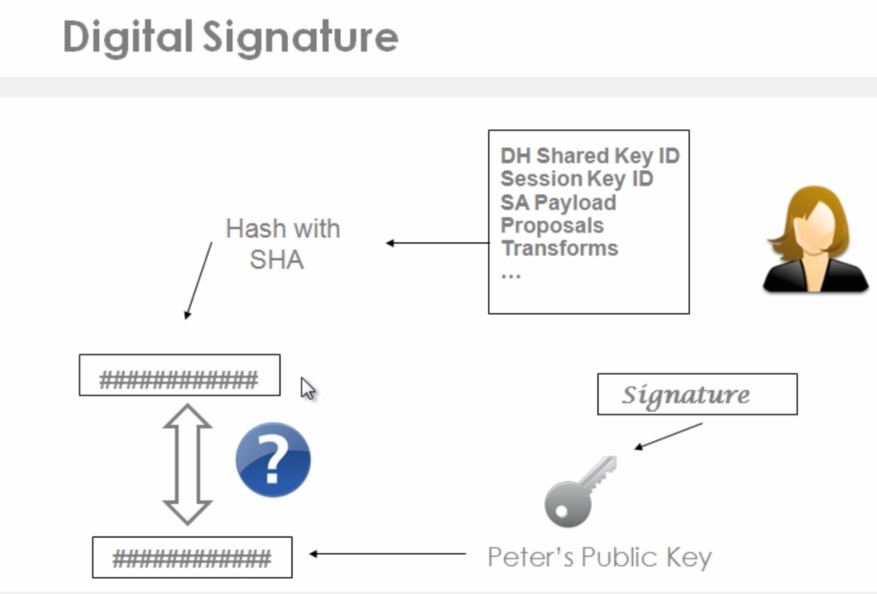 Digital Signature
DH Shared Key ID
Session Key ID
SA Payload
Proposals
Transforms
...
Hash with
SHA
############
?
Signature
############
Peter's Public Key